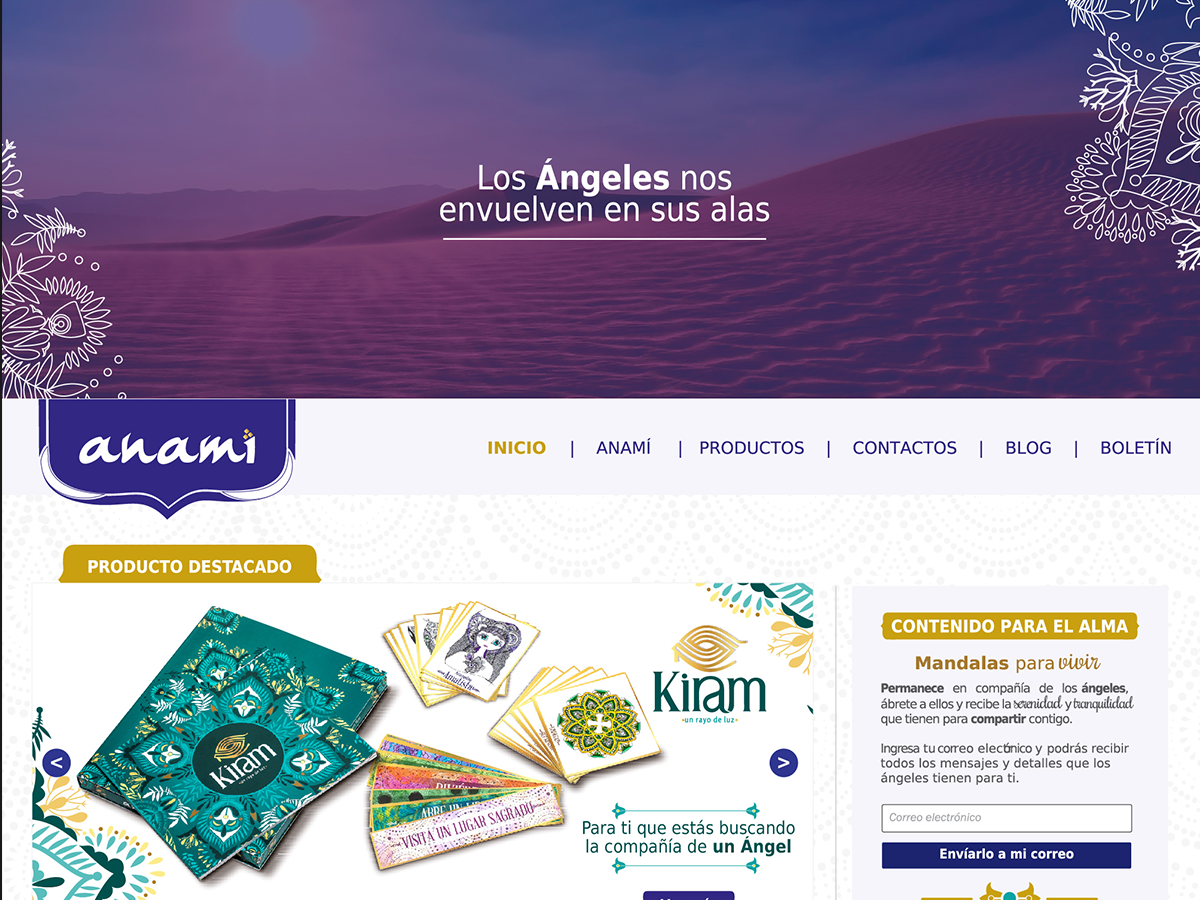 Los Ángeles nos
envuelven en sus alas
anamí
INICIO | ANAMÍ | PRODUCTOS | CONTACTOS | BLOG | BOLETÍN
PRODUCTO DESTACADO
Kiram
un rayo de luz
Kiram
VISITA UN LUGAR SAGRADO
<
>
Para ti que estás buscando
la compañía de un Ángel
CONTENIDO PARA EL ALMA
Mandalas para vivir
Permanece en compañía de los ángeles,
ábrete a ellos y recibe la serenidad y tranquilidad
que tienen para compartir contigo.
Ingresa tu correo electónico y podrás recibir
todos los mensajes y detalles que los
ángeles tienen para ti.
Correo electrónico
Envíarlo a mi correo